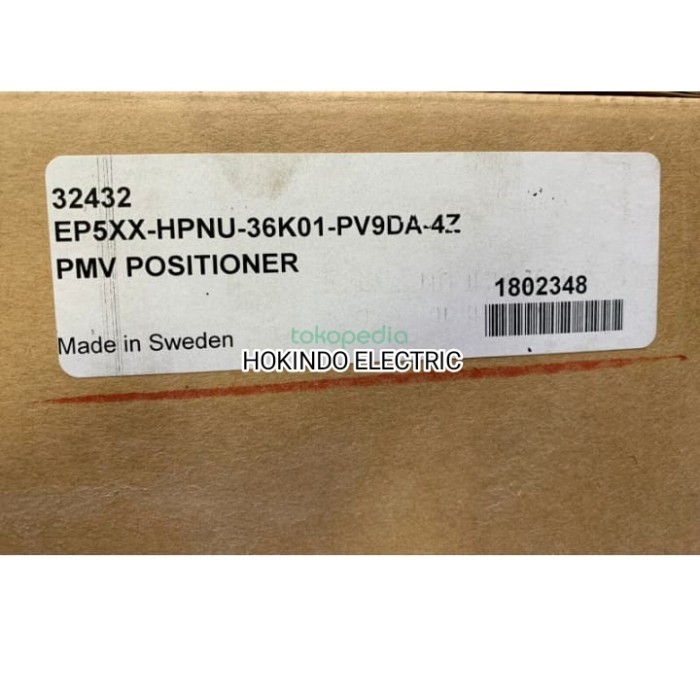 32432
EP5XX-HPNU-36K01-PV9DA-4Z
PMV POSITIONER
1802348
tokopedia
Made in Sweden
HOKINDO ELECTRIC